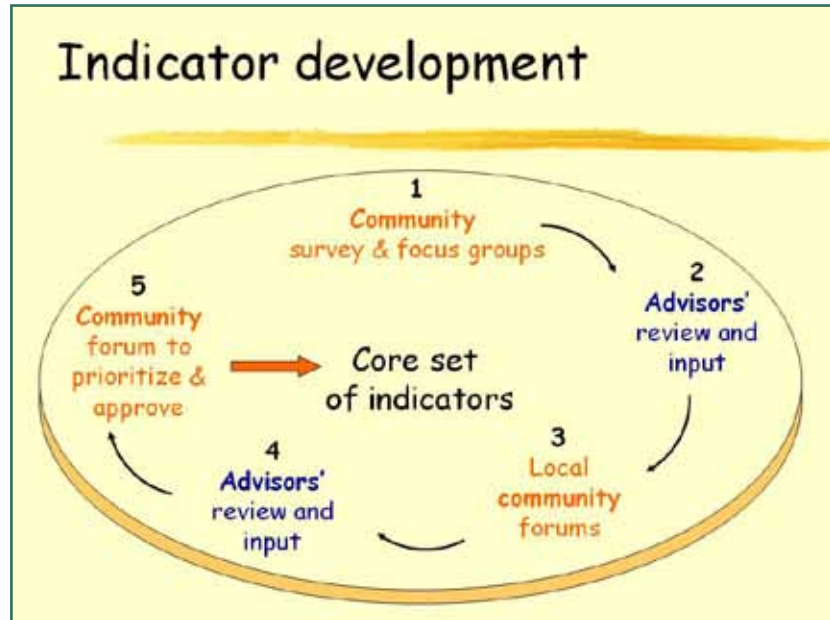 Indicator development
1
Community
survey & focus groups
2
Advisors'
review and
input
3
Local
community
forums
4
Advisors'
review and
input
5
Community
forum to
prioritize &
approve
Core set
of indicators